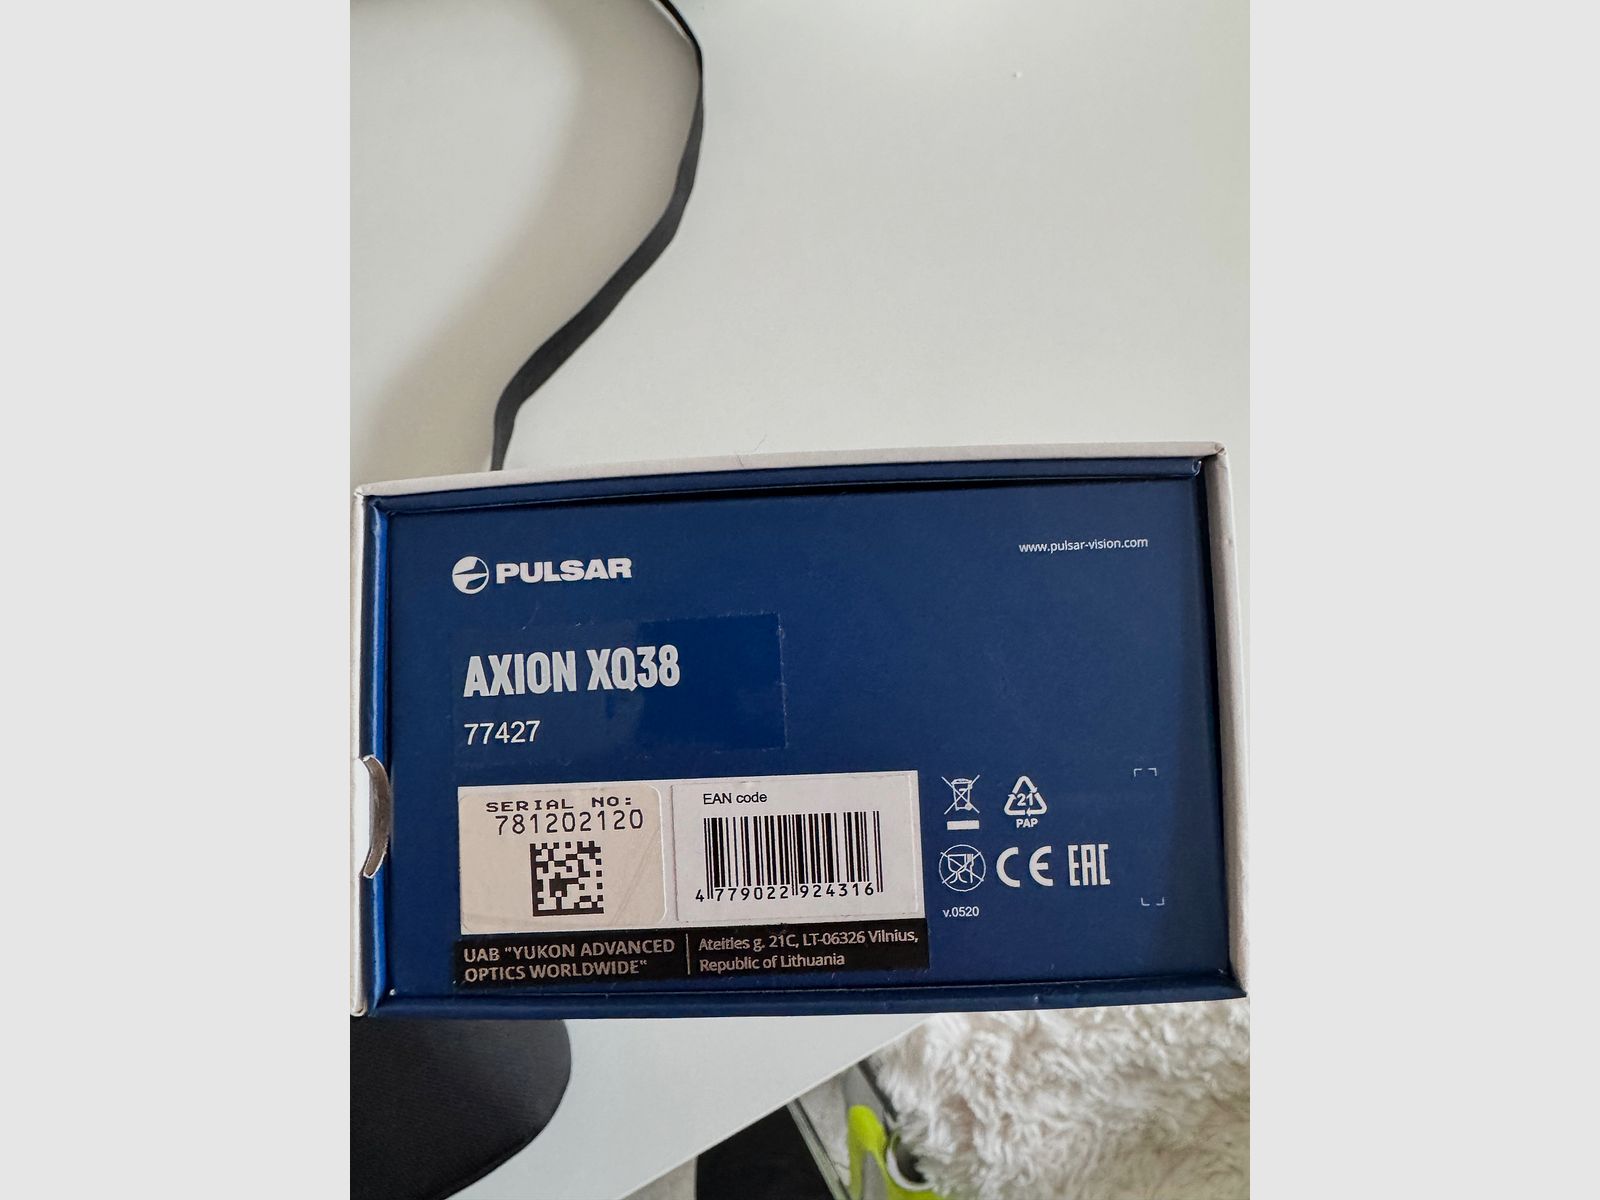 PULSAR
www.pulsar-vision.com
AXION XQ38
77427
SERIAL NO:
781202120
EAN code
4 779022 924316
21
PAP
CE EAC
v.0520
UAB "YUKON ADVANCED
OPTICS WORLDWIDE"
Ateities g. 21C, LT-06326 Vilnius,
Republic of Lithuania